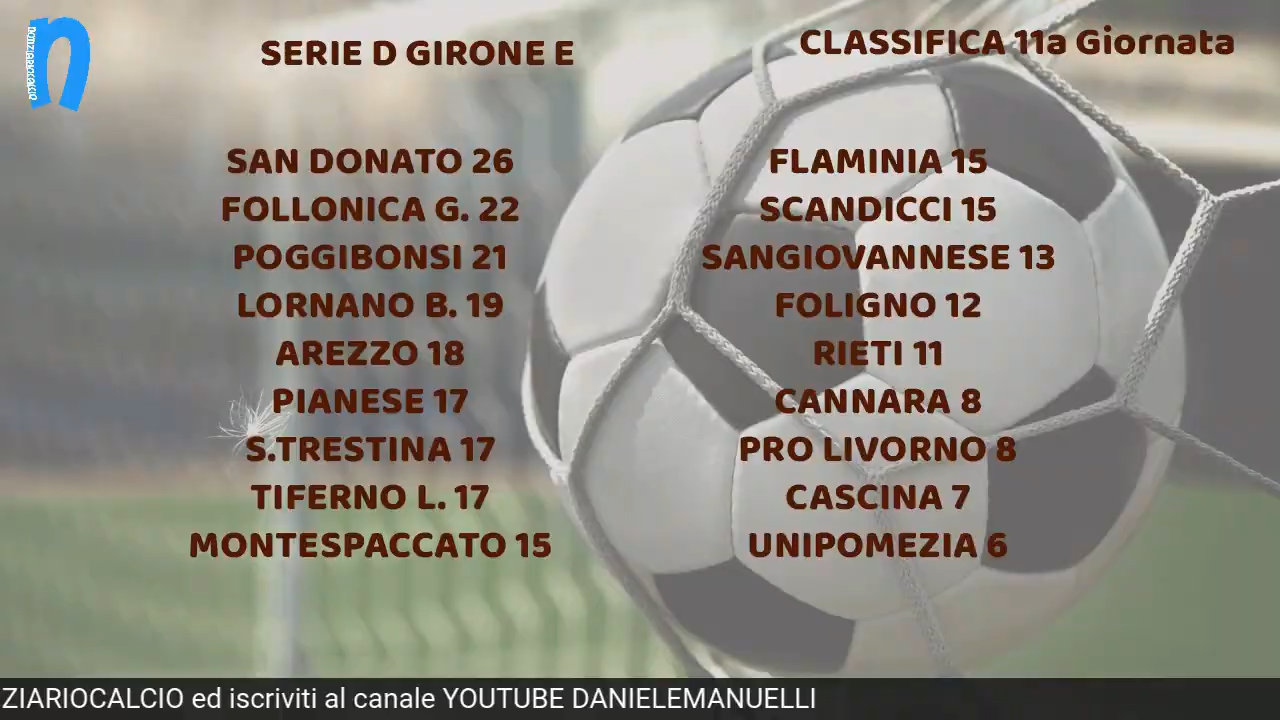 notiziariocalcio
SERIE D GIRONE E
CLASSIFICA 11a Giornata
SAN DONATO 26
FOLLONICA G. 22
POGGIBONSI 21
LORNANO B. 19
AREZZO 18
PIANESE 17
S.TRESTINA 17
TIFERNO L. 17
MONTESPACCATO 15
FLAMINIA 15
SCANDICCI 15
SANGIOVANNESE 13
FOLIGNO 12
RIETI 11
CANNARA 8
PRO LIVORNO 8
CASCINA 7
UNIPOMEZIA 6
ZIARIOCALCIO ed iscriviti al canale YOUTUBE DANIELEMANUELLI